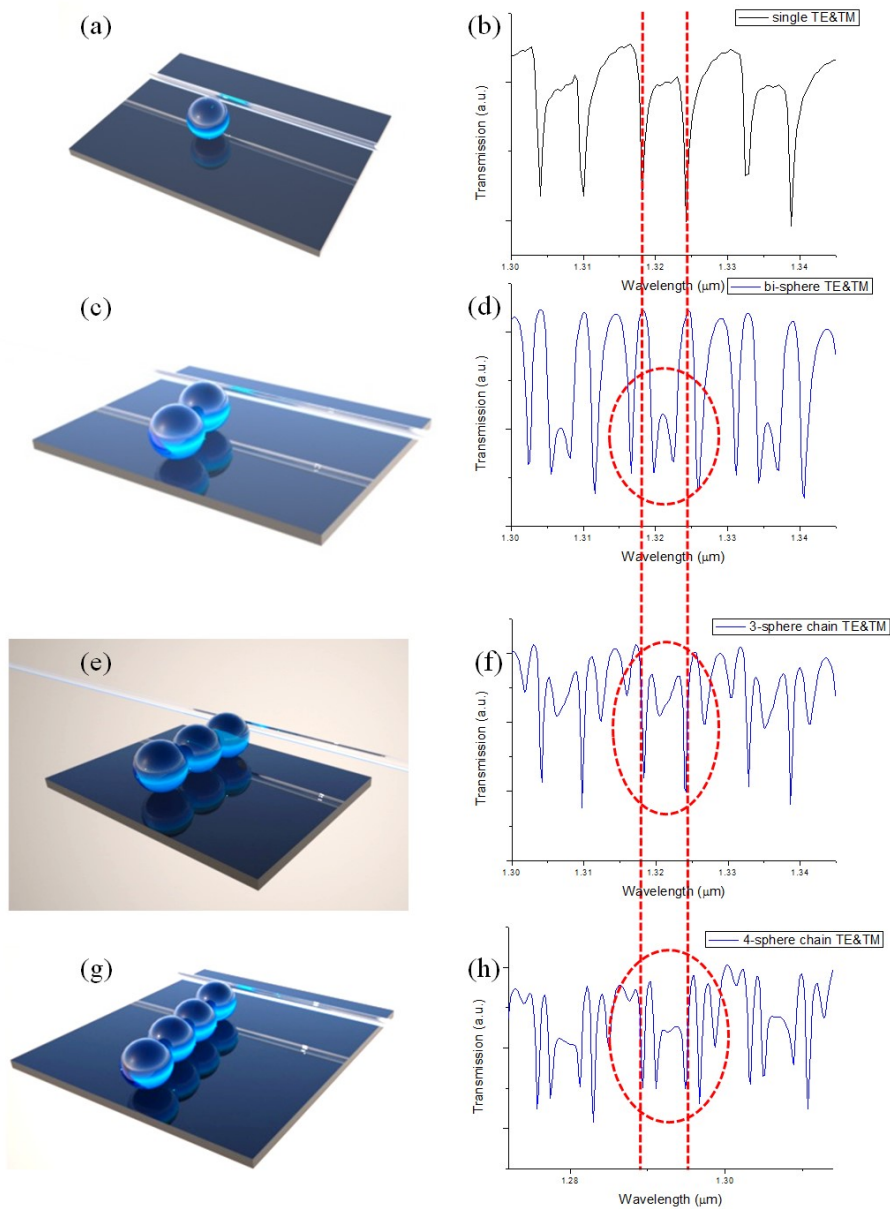 (a)
(b)
single TE&TM
Transmission (a.u.)
1.30 1.31 1.32 1.33 1.34
Wavelength (μm)
(c)
(d)
bi-sphere TE&TM
Transmission (a.u.)
1.30 1.31 1.32 1.33 1.34
Wavelength (μm)
(e)
(f)
3-sphere chain TE&TM
Transmission (a.u.)
1.30 1.31 1.32 1.33 1.34
Wavelength (μm)
(g)
(h)
4-sphere chain TE&TM
Transmission (a.u.)
1.28 1.30
Wavelength (μm)